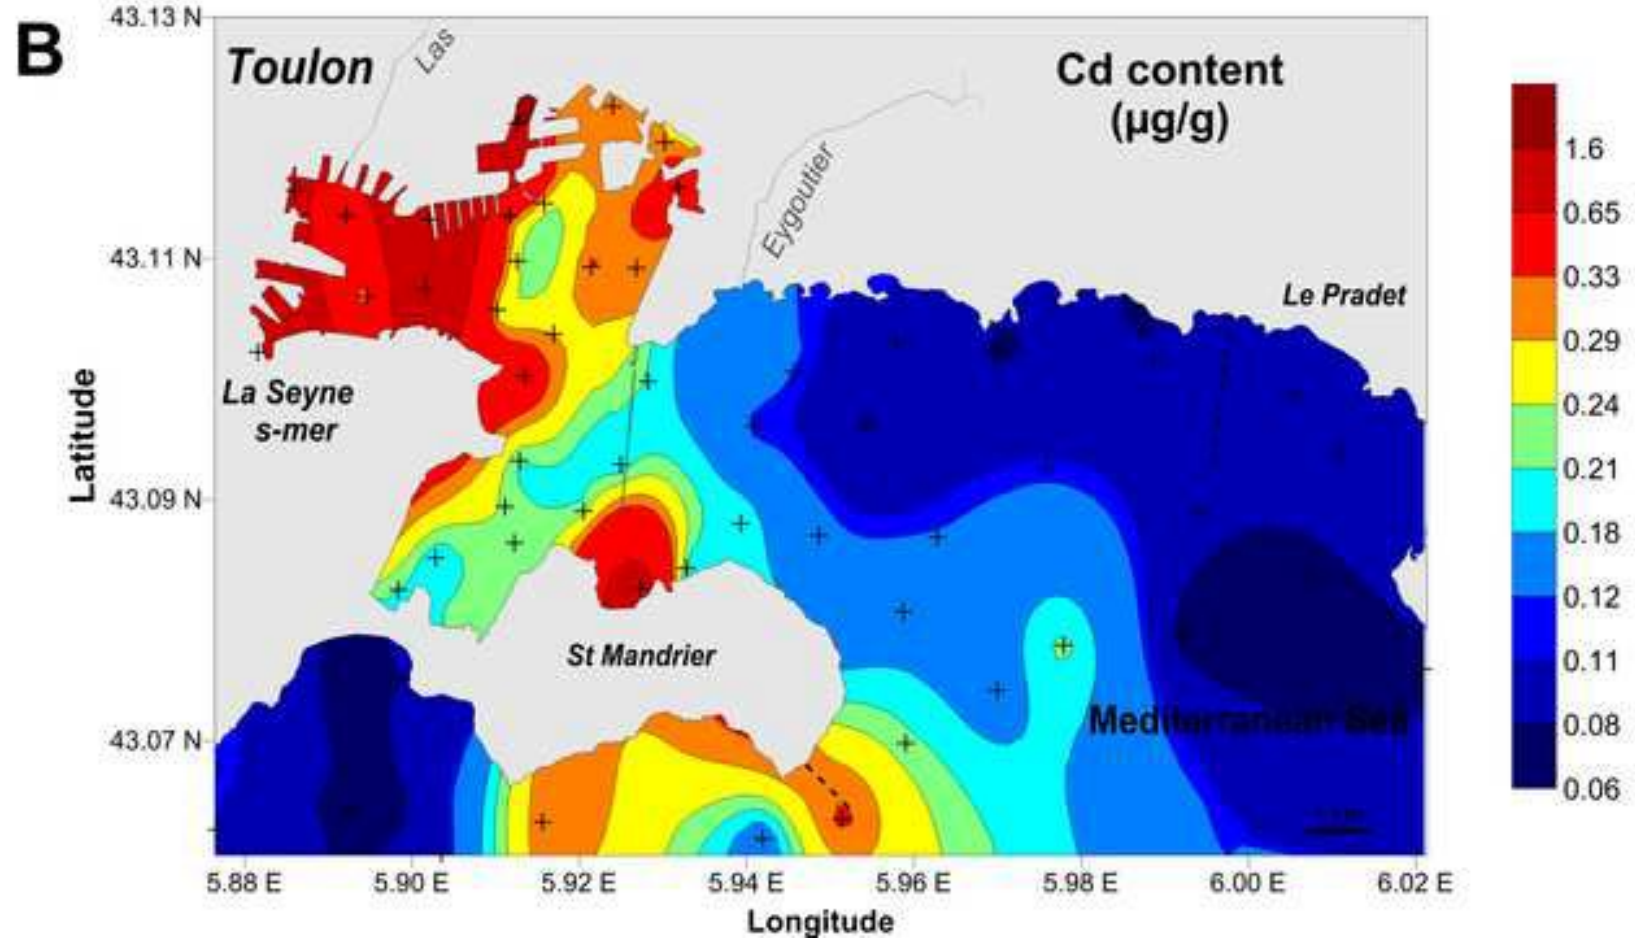 B
43.13 N
Toulon
Las
Cd content
(µg/g)
Eygoutier
1.6
0.65
43.11 N
0.33
Le Pradet
0.29
La Seyne
s-mer
0.24
Latitude
0.21
43.09 N
0.18
0.12
St Mandrier
0.11
Mediterranean Sea
0.08
43.07 N
0.06
5.88 E
5.90 E
5.92 E
5.94 E
5.96 E
5.98 E
6.00 E
6.02 E
Longitude